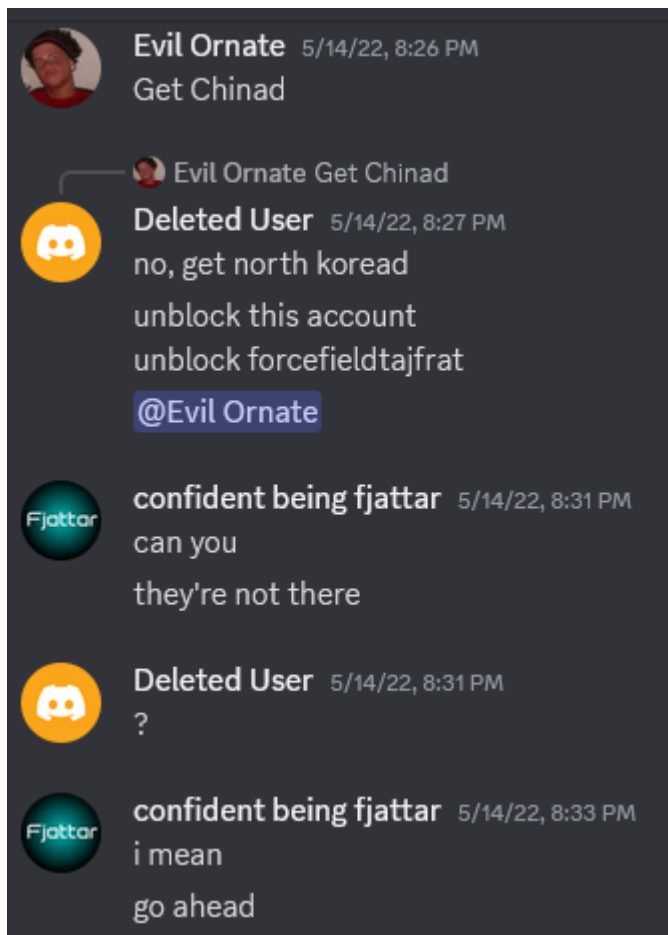 Evil Ornate 5/14/22, 8:26 PM
Get Chinad
Evil Ornate Get Chinad
Deleted User 5/14/22, 8:27 PM
no, get north koread
unblock this account
unblock forcefieldtajfrat
@Evil Ornate
Fjattar
confident being fjattar 5/14/22, 8:31 PM
can you
they're not there
Deleted User 5/14/22, 8:31 PM
?
Fjattar
confident being fjattar 5/14/22, 8:33 PM
i mean
go ahead